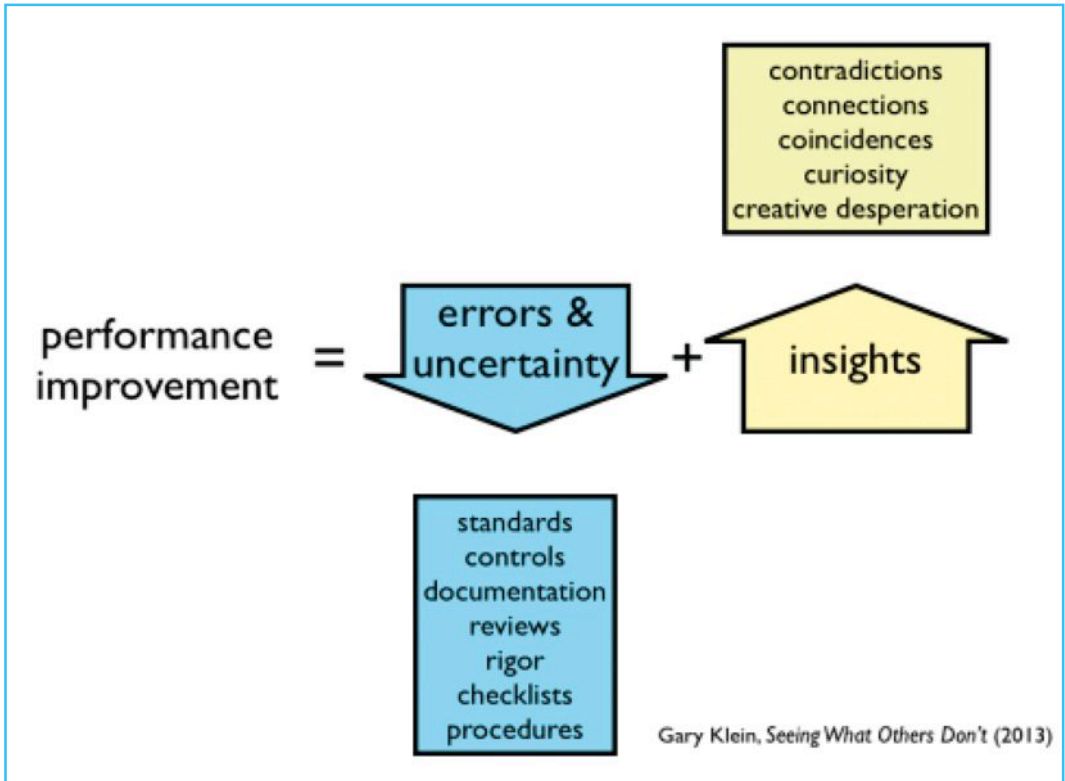 contradictions
connections
coincidences
curiosity
creative desperation
performance
improvement
=
errors &
uncertainty
+
insights
standards
controls
documentation
reviews
rigor
checklists
procedures
Gary Klein, Seeing What Others Don't (2013)